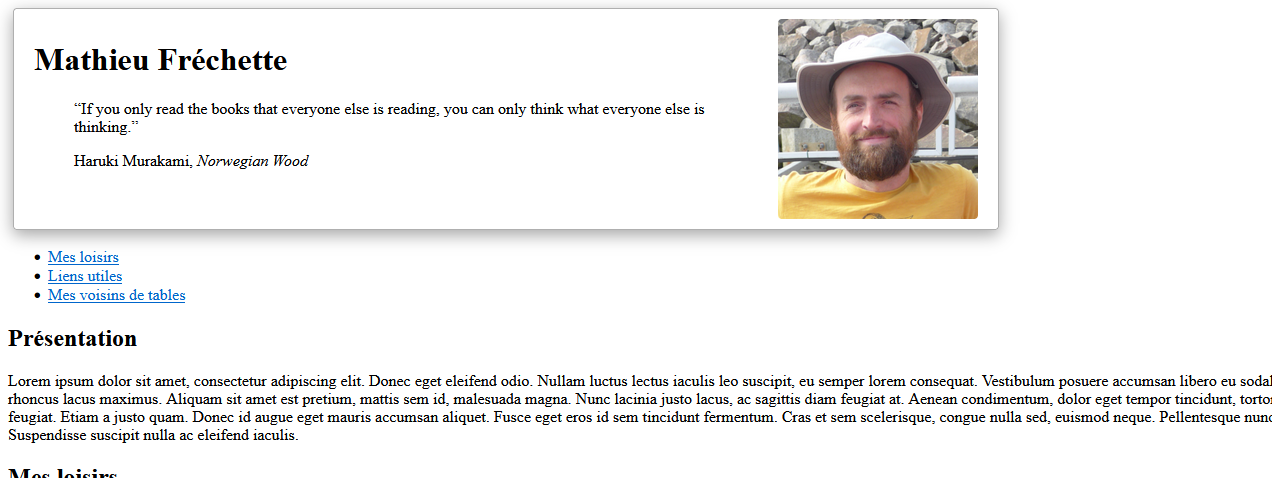 Mathieu Fréchette
“If you only read the books that everyone else is reading, you can only think what everyone else is
thinking.”
Haruki Murakami, Norwegian Wood
Mes loisirs
Liens utiles
Mes voisins de tables
Présentation
Lorem ipsum dolor sit amet, consectetur adipiscing elit. Donec eget eleifend odio. Nullam luctus lectus iaculis leo suscipit, eu semper lorem consequat. Vestibulum posuere accumsan libero eu
rhoncus lacus maximus. Aliquam sit amet est pretium, mattis sem id, malesuada magna. Nunc lacinia justo lacus, ac sagittis diam feugiat at. Aenean condimentum, dolor eget tempor tincidunt,
feugiat. Etiam a justo quam. Donec id augue eget mauris accumsan aliquet. Fusce eget eros id sem tincidunt fermentum. Cras et sem scelerisque, congue nulla sed, euismod neque. Pellentesque
Suspendisse suscipit nulla ac eleifend iaculis.
Mes loisirs